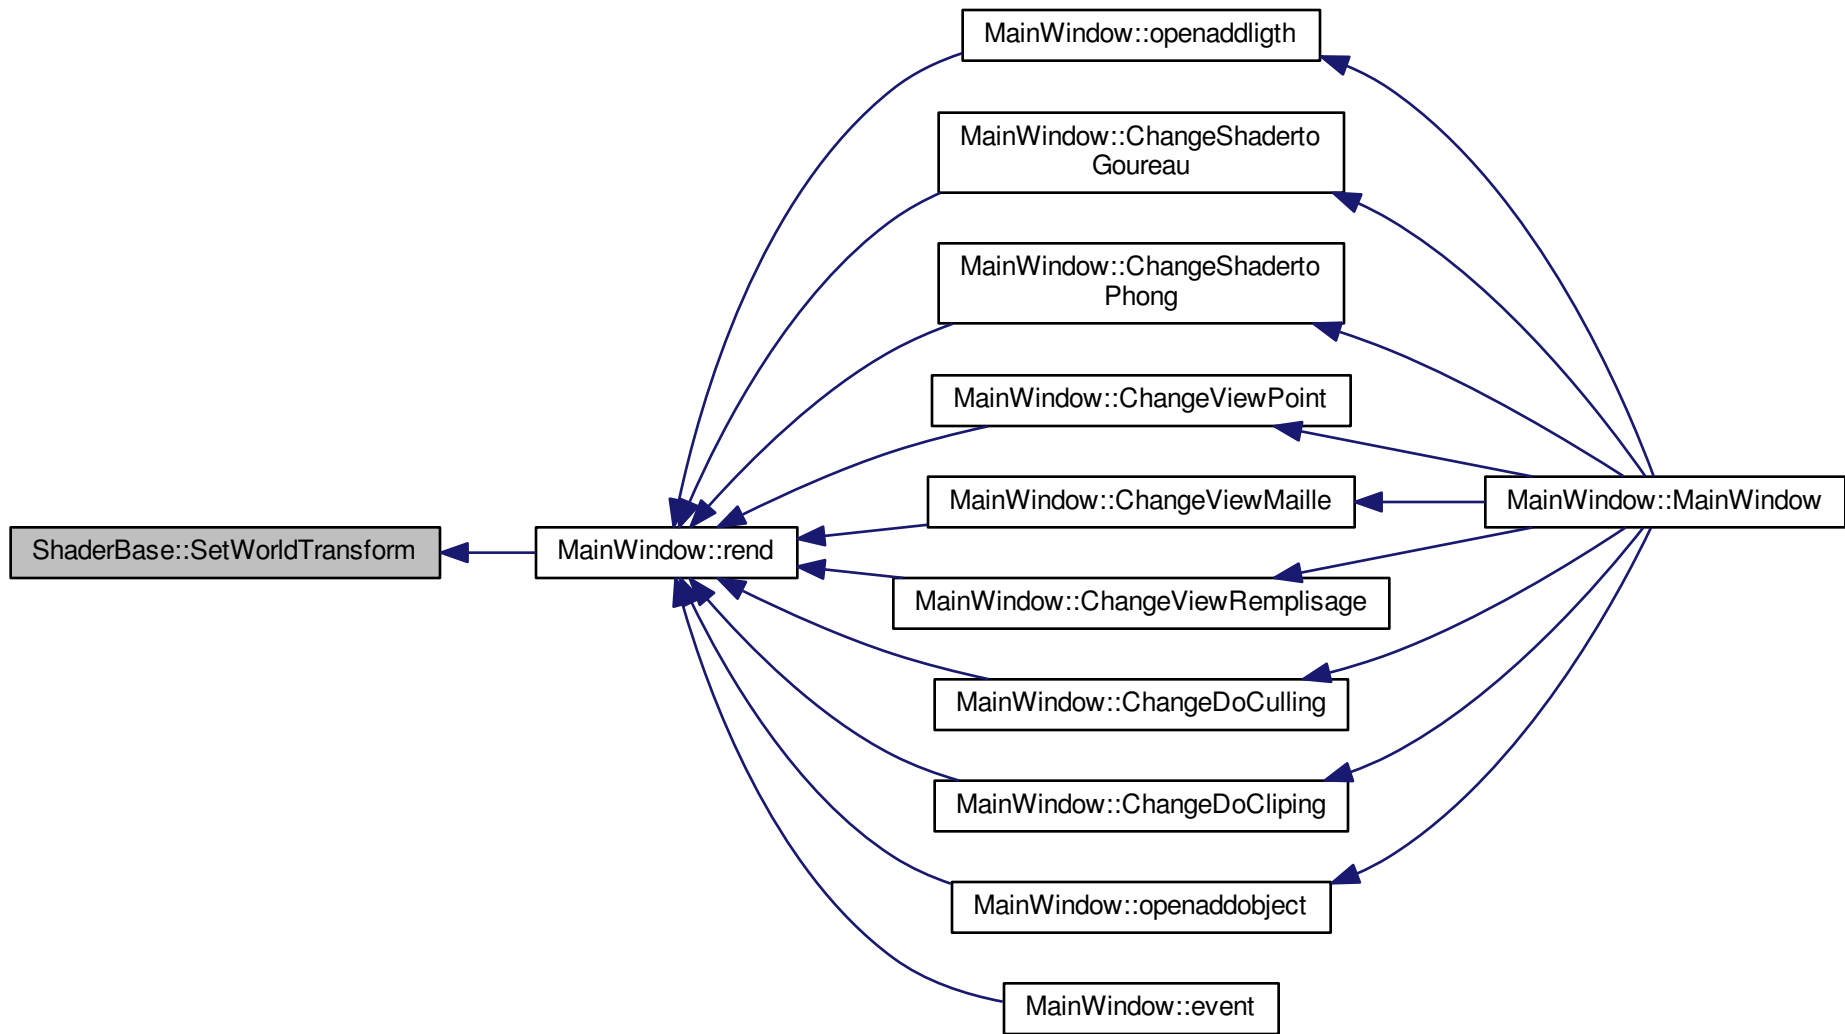 MainWindow::openaddligth
MainWindow::ChangeShaderto
Goureau
MainWindow::ChangeShaderto
Phong
MainWindow::ChangeViewPoint
MainWindow::ChangeViewMaille
MainWindow::MainWindow
ShaderBase::SetWorldTransform
MainWindow::rend
MainWindow::ChangeViewRemplisage
MainWindow::ChangeDoCulling
MainWindow::ChangeDoCliping
MainWindow::openaddobject
MainWindow::event